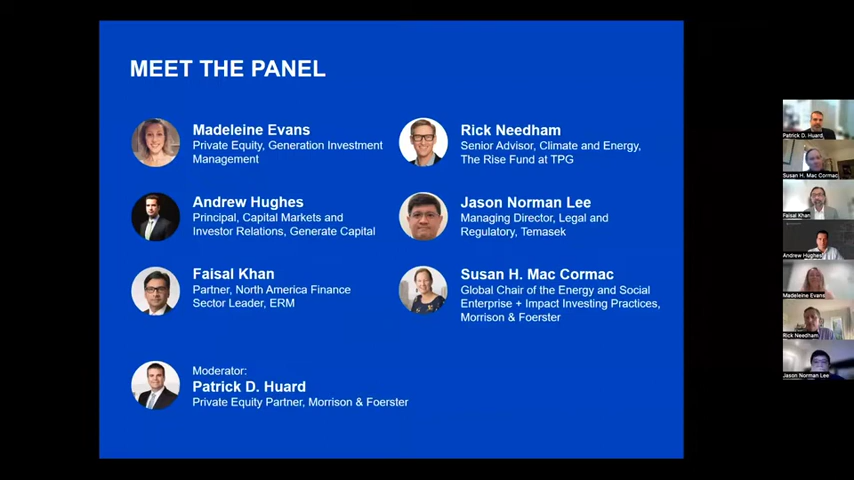 MEET THE PANEL
Madeleine Evans
Private Equity, Generation Investment
Management
Rick Needham
Senior Advisor, Climate and Energy,
The Rise Fund at TPG
Andrew Hughes
Principal, Capital Markets and
Investor Relations, Generate Capital
Jason Norman Lee
Managing Director, Legal and
Regulatory, Temasek
Faisal Khan
Partner, North America Finance
Sector Leader, ERM
Susan H. Mac Cormac
Global Chair of the Energy and Social
Enterprise + Impact Investing Practices,
Morrison & Foerster
Moderator:
Patrick D. Huard
Private Equity Partner, Morrison & Foerster
Patrick D. Huard
Susan H. Mac Cormac
Faisal Khan
Andrew Hughes
Madeleine Evans
Rick Needham
Jason Norman Lee